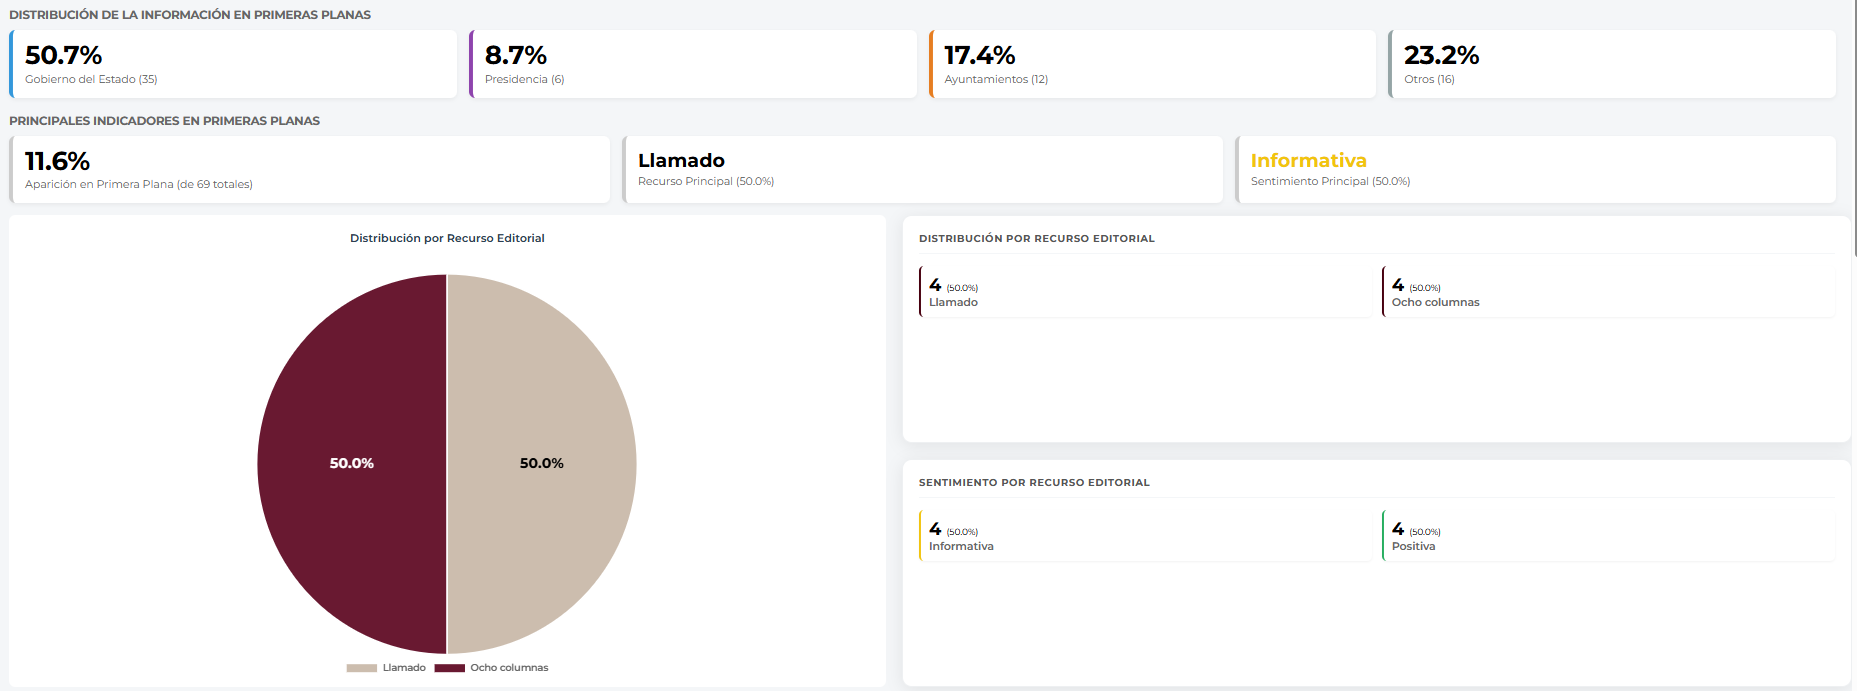 DISTRIBUCIÓN DE LA INFORMACIÓN EN PRIMERAS PLANAS
50.7%
Gobierno del Estado (35)
8.7%
Presidencia (6)
17.4%
Ayuntamientos (12)
23.2%
Otros (16)
PRINCIPALES INDICADORES EN PRIMERAS PLANAS
11.6%
Aparición en Primera Plana (de 69 totales)
Llamado
Recurso Principal (50.0%)
Informativa
Sentimiento Principal (50.0%)
Distribución por Recurso Editorial
50.0%
50.0%
Llamado
Ocho columnas
DISTRIBUCIÓN POR RECURSO EDITORIAL
4 (50.0%)
Llamado
4 (50.0%)
Ocho columnas
SENTIMIENTO POR RECURSO EDITORIAL
4 (50.0%)
Informativa
4 (50.0%)
Positiva